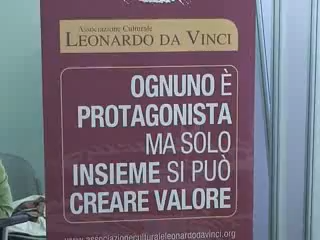 Associazione Culturale
LEONARDO DA VINCI
OGNUNO È
PROTAGONISTA
MA SOLO
INSIEME SI PUÒ
CREARE VALORE
www.associazioneculturaleleonardodavinci.org